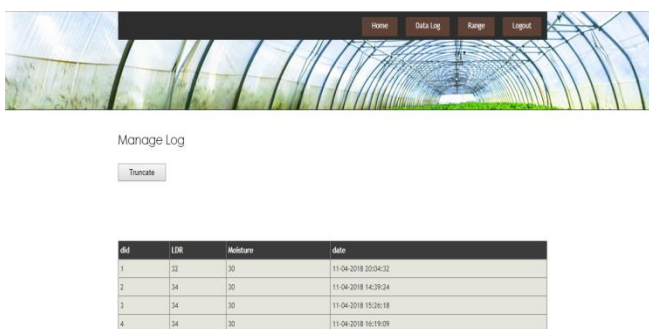 Home Data Log Range Logout
Manage Log
Truncate
did LDR Moisture date
1 32 30 11-04-2018 20:04:32
2 34 30 11-04-2018 14:39:24
3 34 30 11-04-2018 15:26:18
4 34 30 11-04-2018 16:19:09